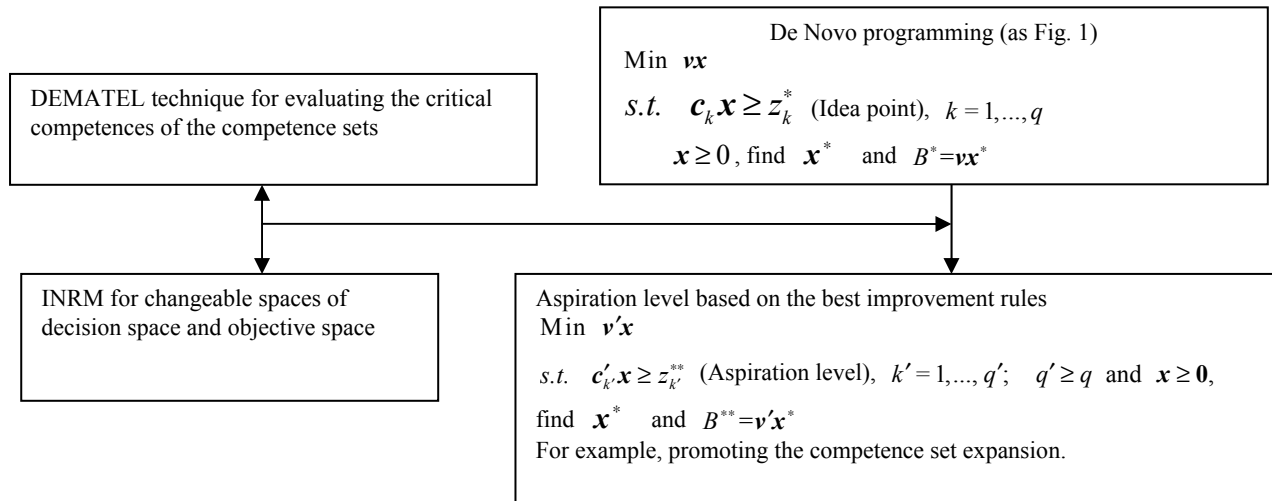 De Novo programming (as Fig. 1)
Min vx
s.t. cₖx ≥ zₖ* (Idea point), k = 1,...,q
x ≥ 0, find x* and B*=vx*
DEMATEL technique for evaluating the critical
competences of the competence sets
INRM for changeable spaces of
decision space and objective space
Aspiration level based on the best improvement rules
Min v′x
s.t. c′ₖ′x ≥ zₖ′** (Aspiration level), k′ = 1,..., q′; q′ ≥ q and x ≥ 0,
find x* and B**=v′x*
For example, promoting the competence set expansion.